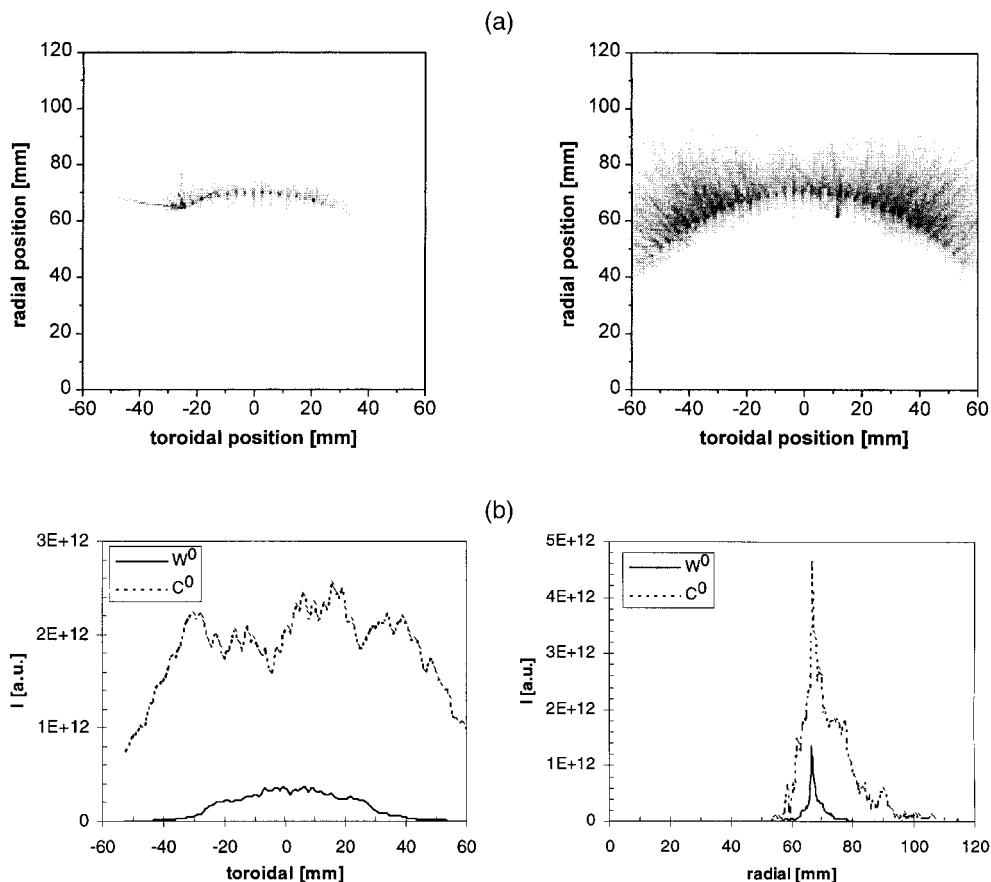 (a)
120
100
80
60
40
20
0
radial position [mm]
-60 -40 -20 0 20 40 60
toroidal position [mm]
120
100
80
60
40
20
0
radial position [mm]
-60 -40 -20 0 20 40 60
toroidal position [mm]
(b)
3E+12
2E+12
1E+12
0
I [a.u.]
W⁰
C⁰
-60 -40 -20 0 20 40 60
toroidal [mm]
5E+12
4E+12
3E+12
2E+12
1E+12
0
I [a.u.]
W⁰
C⁰
0 20 40 60 80 100 120
radial [mm]